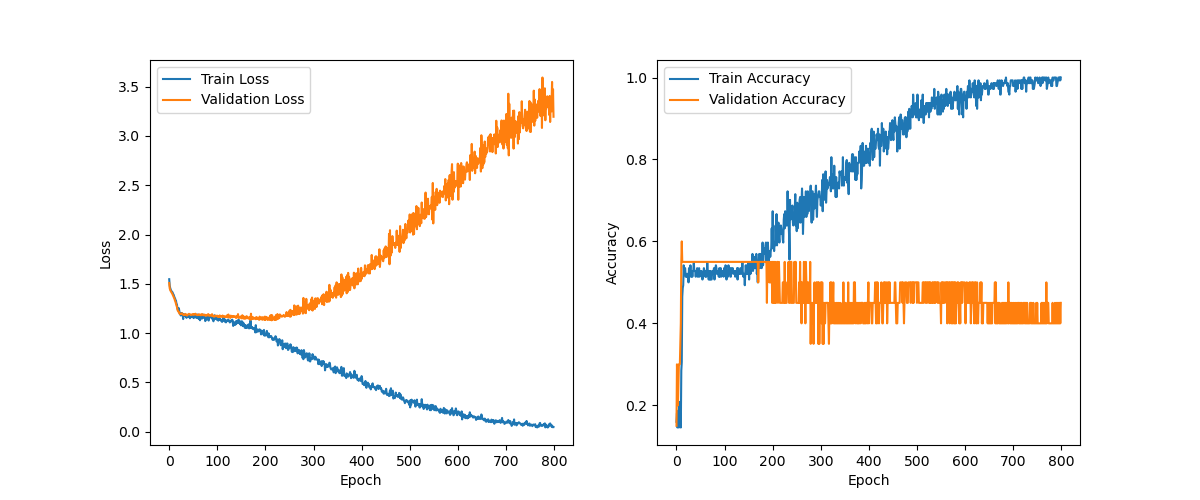 Train Loss
Validation Loss
3.5
3.0
2.5
2.0
1.5
1.0
0.5
0.0
Loss
0 100 200 300 400 500 600 700 800
Epoch
Train Accuracy
Validation Accuracy
1.0
0.8
0.6
0.4
0.2
Accuracy
0 100 200 300 400 500 600 700 800
Epoch